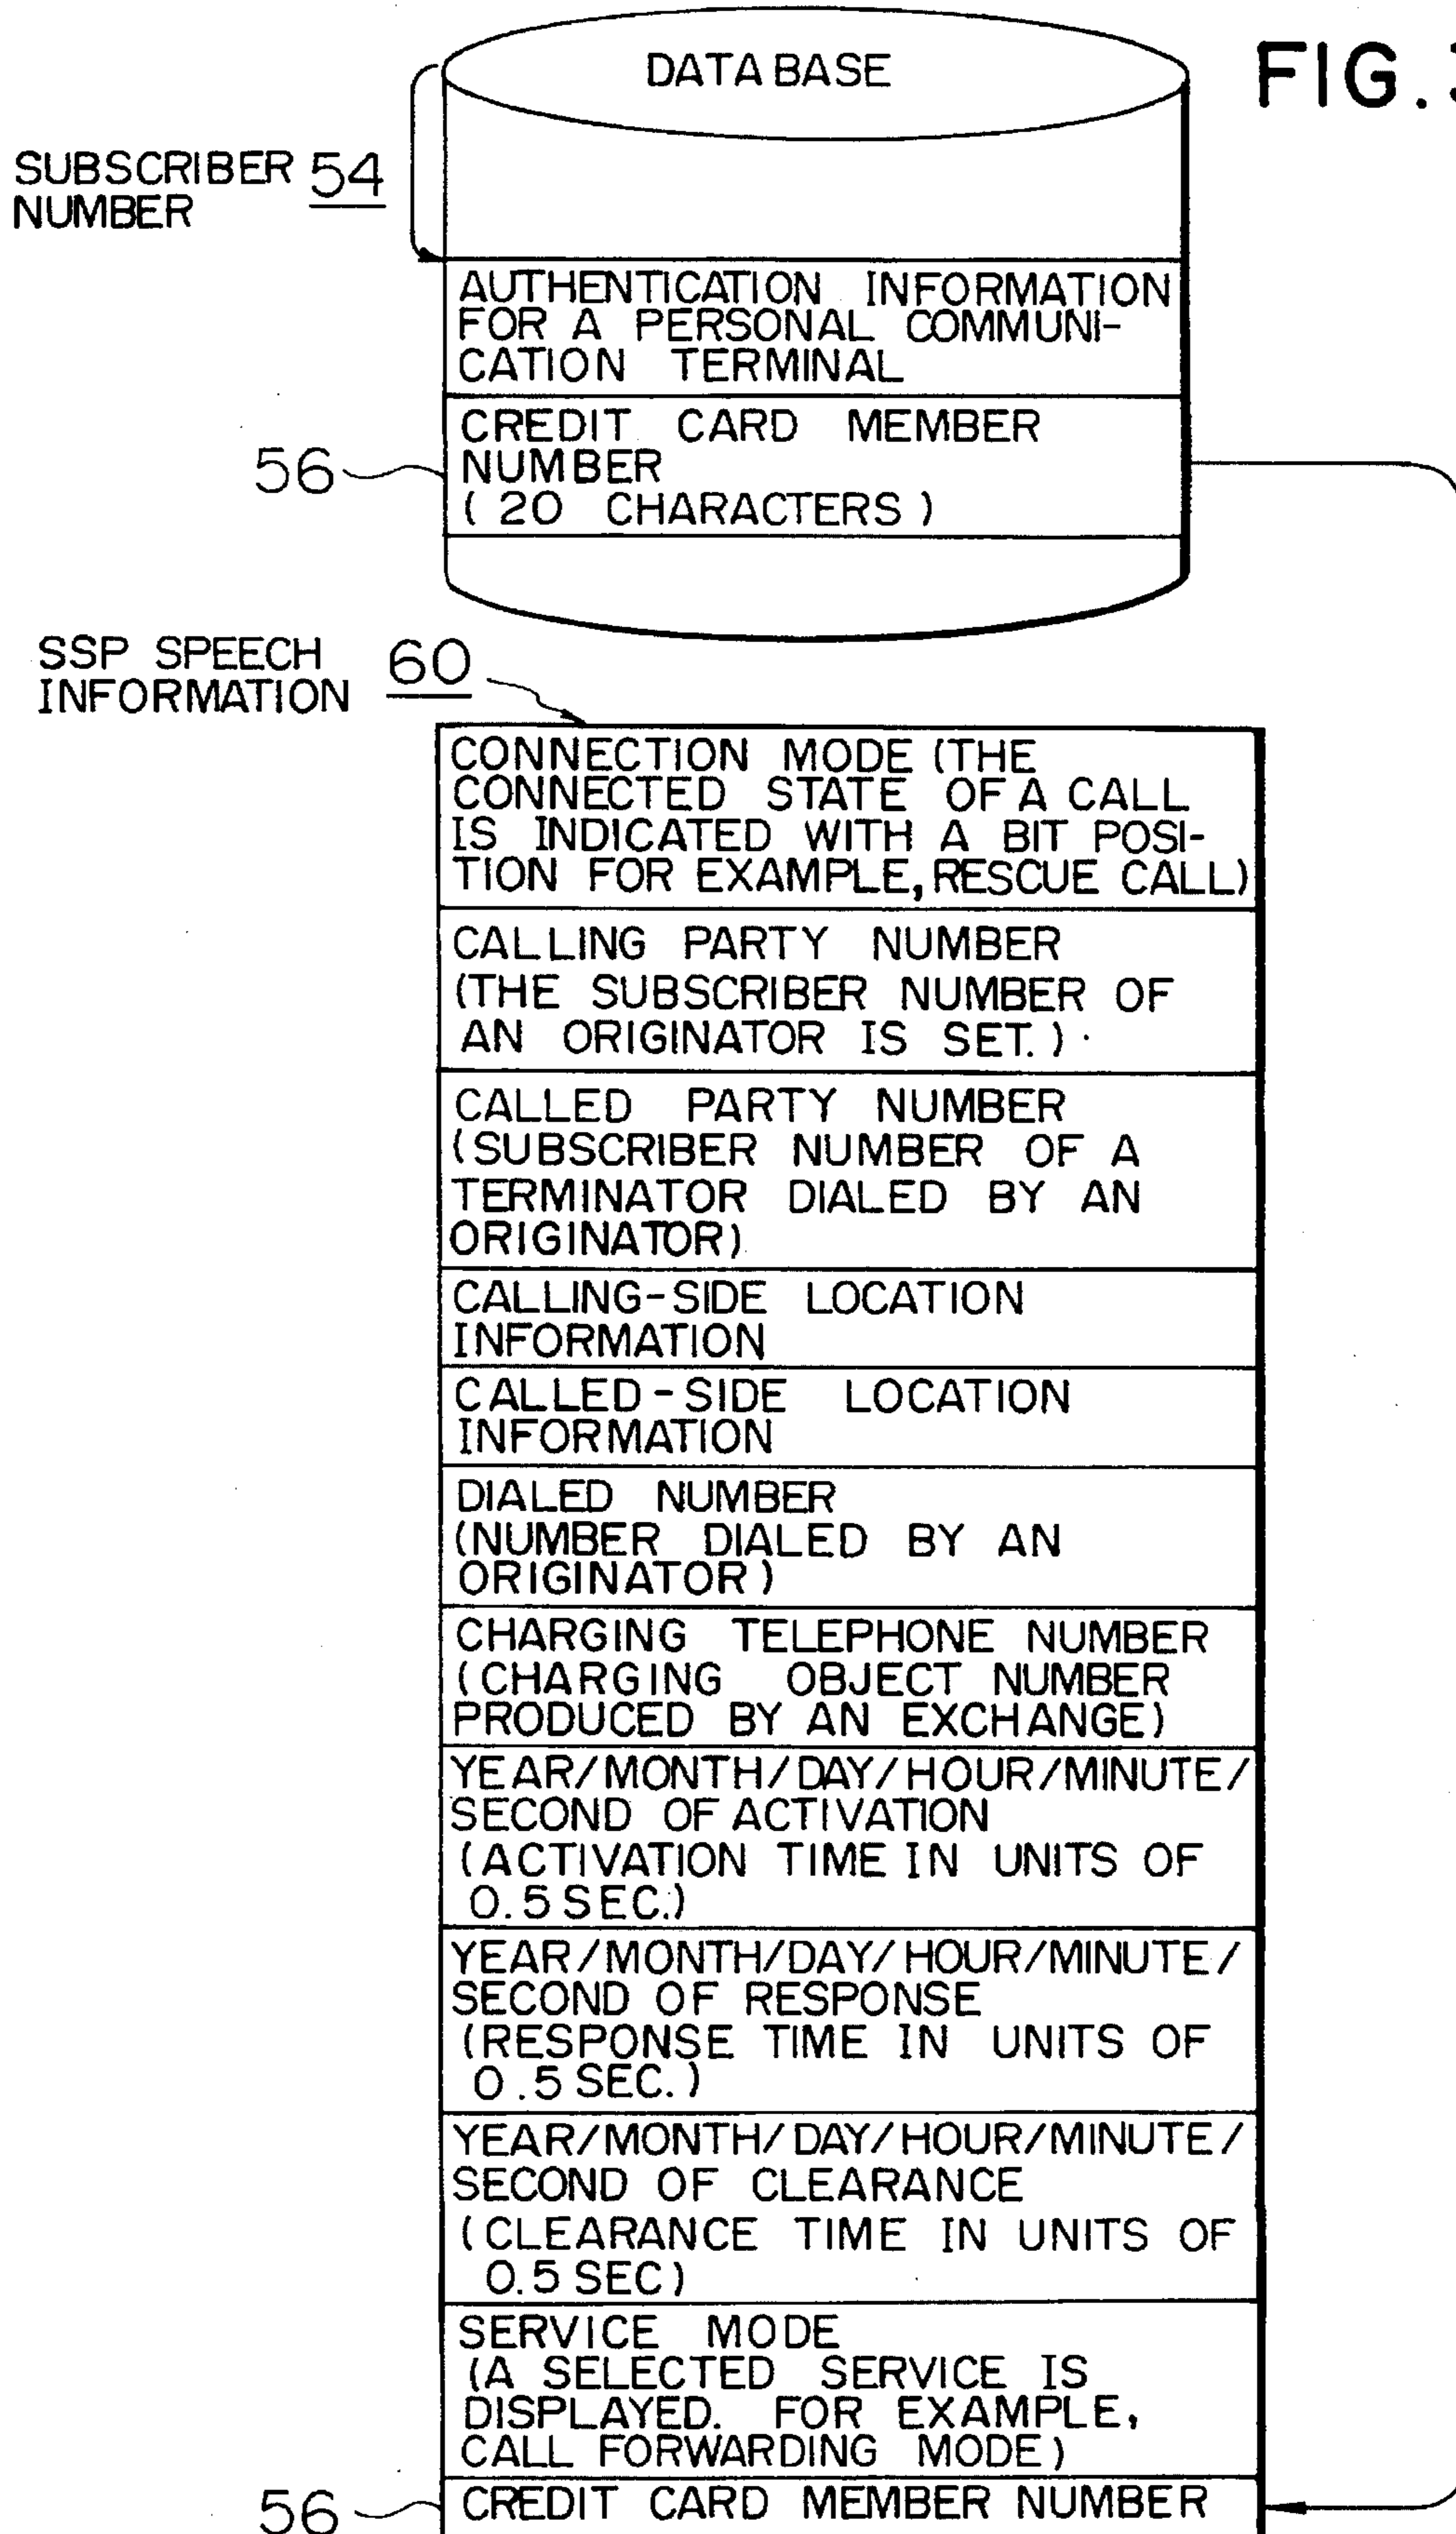 DATA BASE
FIG. 3
SUBSCRIBER 54
NUMBER
AUTHENTICATION INFORMATION
FOR A PERSONAL COMMUNI-
CATION TERMINAL
CREDIT CARD MEMBER
NUMBER
(20 CHARACTERS)
56
SSP SPEECH
INFORMATION 60
CONNECTION MODE (THE
CONNECTED STATE OF A CALL
IS INDICATED WITH A BIT POSI-
TION FOR EXAMPLE, RESCUE CALL)
CALLING PARTY NUMBER
(THE SUBSCRIBER NUMBER OF
AN ORIGINATOR IS SET.)
CALLED PARTY NUMBER
(SUBSCRIBER NUMBER OF A
TERMINATOR DIALED BY AN
ORIGINATOR)
CALLING-SIDE LOCATION
INFORMATION
CALLED-SIDE LOCATION
INFORMATION
DIALED NUMBER
(NUMBER DIALED BY AN
ORIGINATOR)
CHARGING TELEPHONE NUMBER
(CHARGING OBJECT NUMBER
PRODUCED BY AN EXCHANGE)
YEAR/MONTH/DAY/HOUR/MINUTE/
SECOND OF ACTIVATION
(ACTIVATION TIME IN UNITS OF
0.5 SEC.)
YEAR/MONTH/DAY/HOUR/MINUTE/
SECOND OF RESPONSE
(RESPONSE TIME IN UNITS OF
0.5 SEC.)
YEAR/MONTH/DAY/HOUR/MINUTE/
SECOND OF CLEARANCE
(CLEARANCE TIME IN UNITS OF
0.5 SEC)
SERVICE MODE
(A SELECTED SERVICE IS
DISPLAYED. FOR EXAMPLE,
CALL FORWARDING MODE)
56 CREDIT CARD MEMBER NUMBER